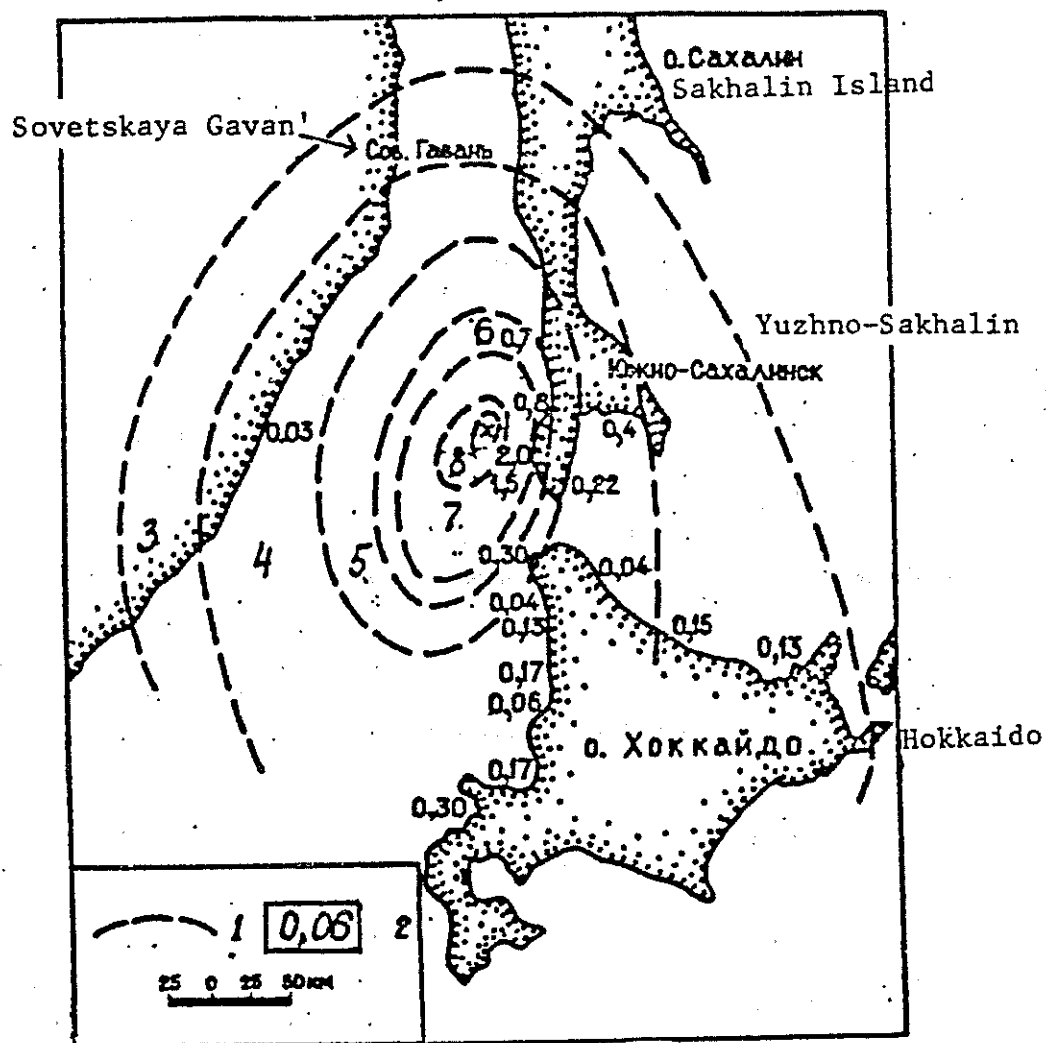 о. Сахалин
Sakhalin Island
Sovetskaya Gavan'
Сов. Гавань
Yuzhno-Sakhalin
Южно-Сахалинск
6 0,7
0,8
0,03
0,4
8
2,0
1,5
0,22
7
3
4
5
0,30
0,04
0,04
0,13
0,15
0,13
0,17
0,06
о. Хоккайдо
Hokkaido
0,17
0,30
1 0,06 2
25 0 25 50 км